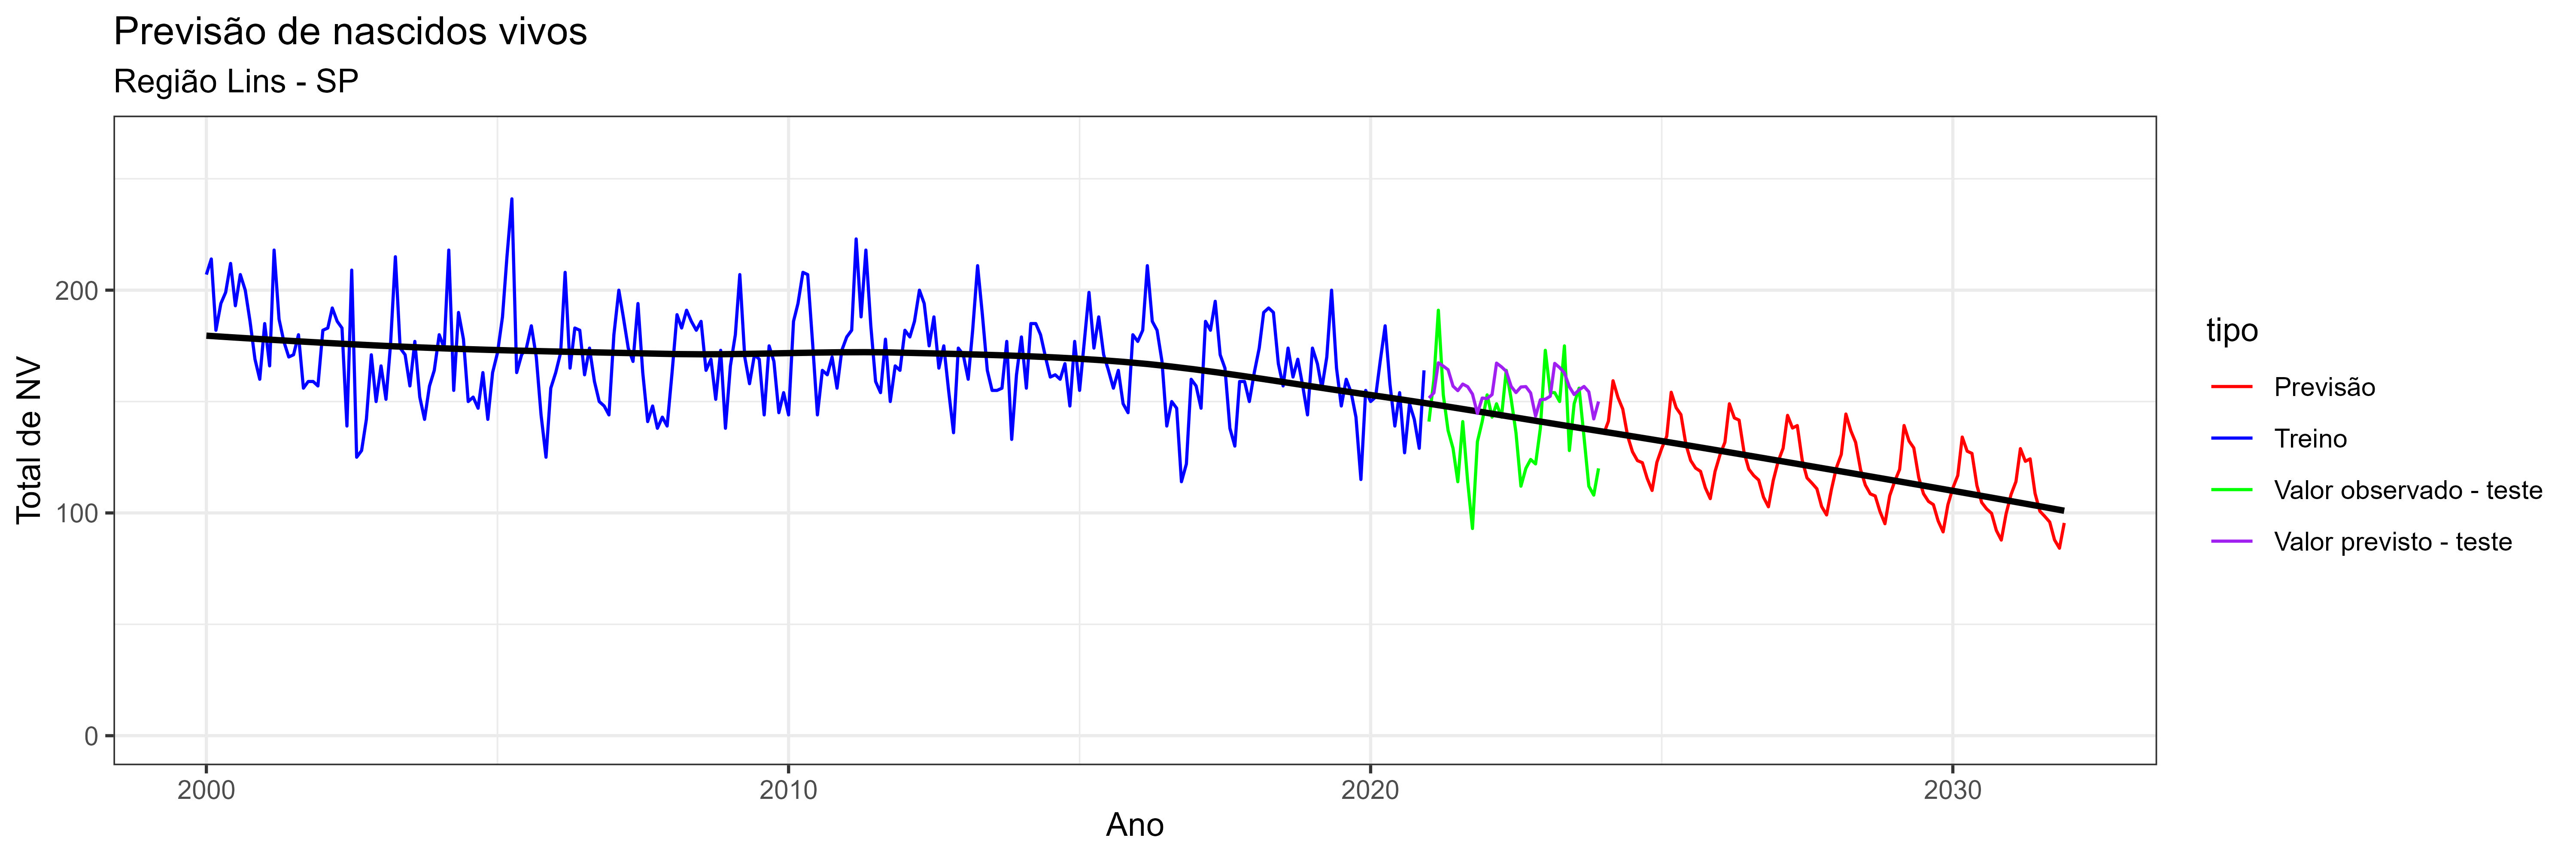 Previsão de nascidos vivos
Região Lins - SP
Total de NV
200
100
0
2000
2010
2020
2030
Ano
tipo
Previsão
Treino
Valor observado - teste
Valor previsto - teste